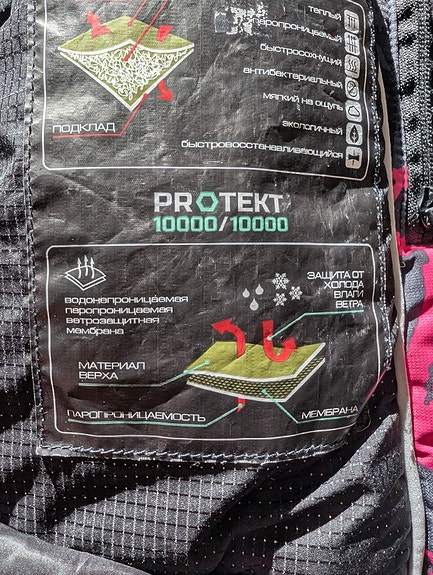 теплый
паропроницаемый
быстросохнущий
антибактериальный
мягкий на ощупь
экологичный
быстровосстанавливающийся
ПОДКЛАД
PROTEKT
10000/10000
водонепроницаемая
паропроницаемая
ветрозащитная
мембрана
ЗАЩИТА ОТ
ХОЛОДА
ВЛАГИ
ВЕТРА
МАТЕРИАЛ
ВЕРХА
ПАРОПРОНИЦАЕМОСТЬ
МЕМБРАНА